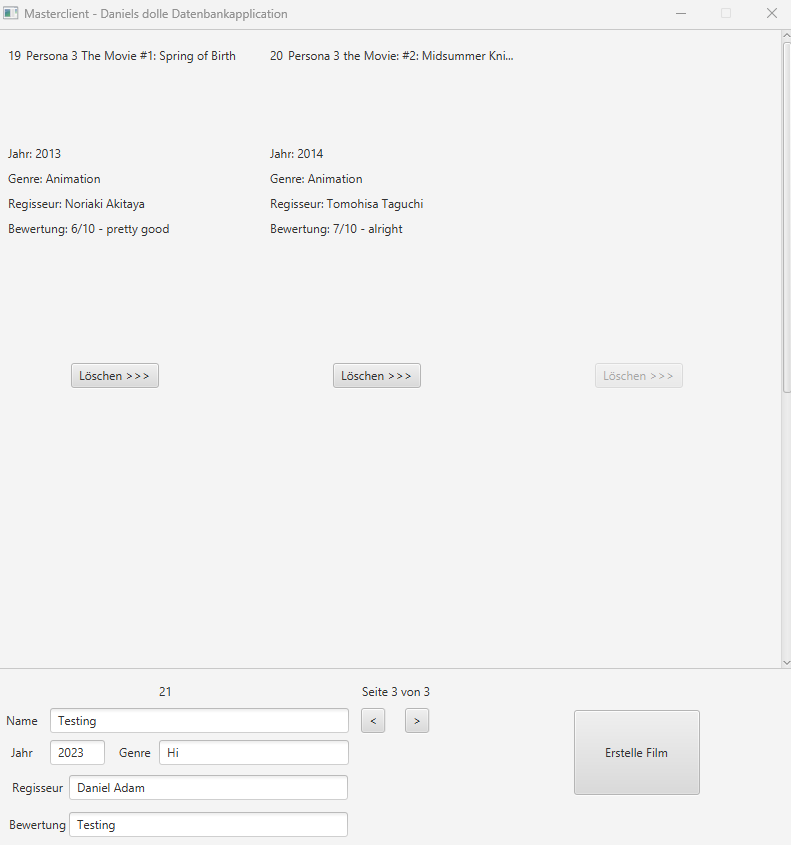 Masterclient - Daniels dolle Datenbankapplication
19 Persona 3 The Movie #1: Spring of Birth
20 Persona 3 the Movie: #2: Midsummer Kni...
Jahr: 2013
Genre: Animation
Regisseur: Noriaki Akitaya
Bewertung: 6/10 - pretty good
Jahr: 2014
Genre: Animation
Regisseur: Tomohisa Taguchi
Bewertung: 7/10 - alright
Löschen >>>
Löschen >>>
Löschen >>>
21
Name Testing
Jahr 2023 Genre Hi
Regisseur Daniel Adam
Bewertung Testing
Seite 3 von 3
< >
Erstelle Film